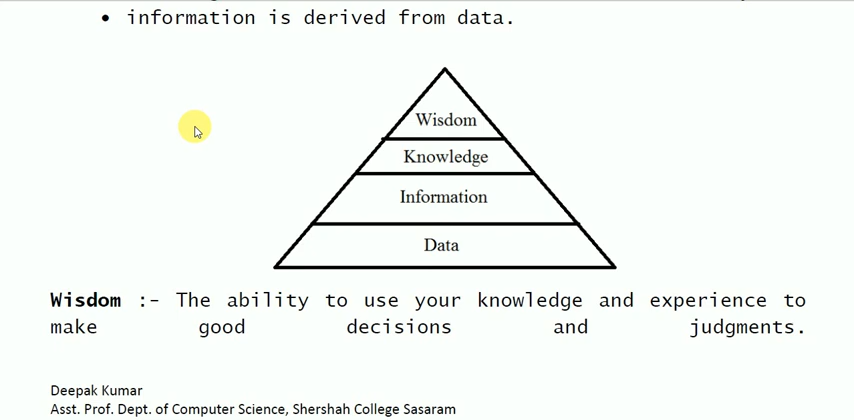 • information is derived from data.
Wisdom
Knowledge
Information
Data
Wisdom :- The ability to use your knowledge and experience to
make good decisions and judgments.
Deepak Kumar
Asst. Prof. Dept. of Computer Science, Shershah College Sasaram